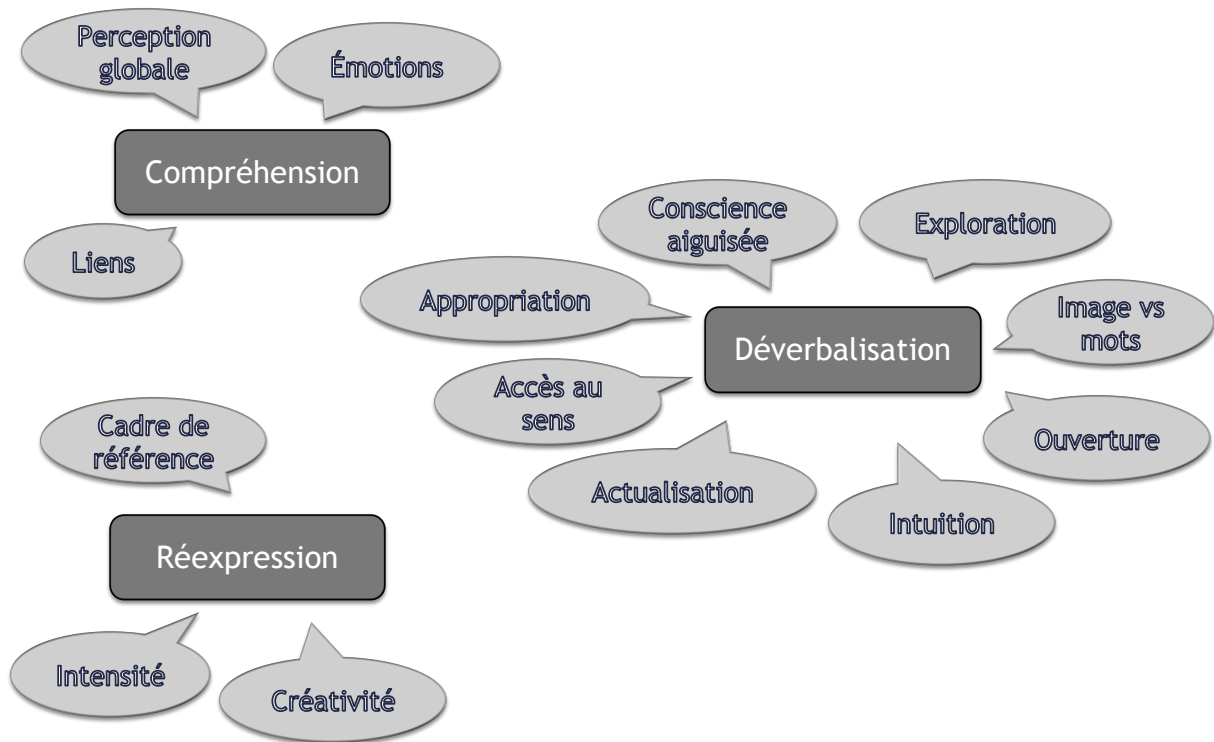 Perception
globale
Émotions
Compréhension
Liens
Conscience
aiguisée
Exploration
Appropriation
Image vs
mots
Déverbalisation
Accès au
sens
Ouverture
Actualisation
Intuition
Cadre de
référence
Réexpression
Intensité
Créativité